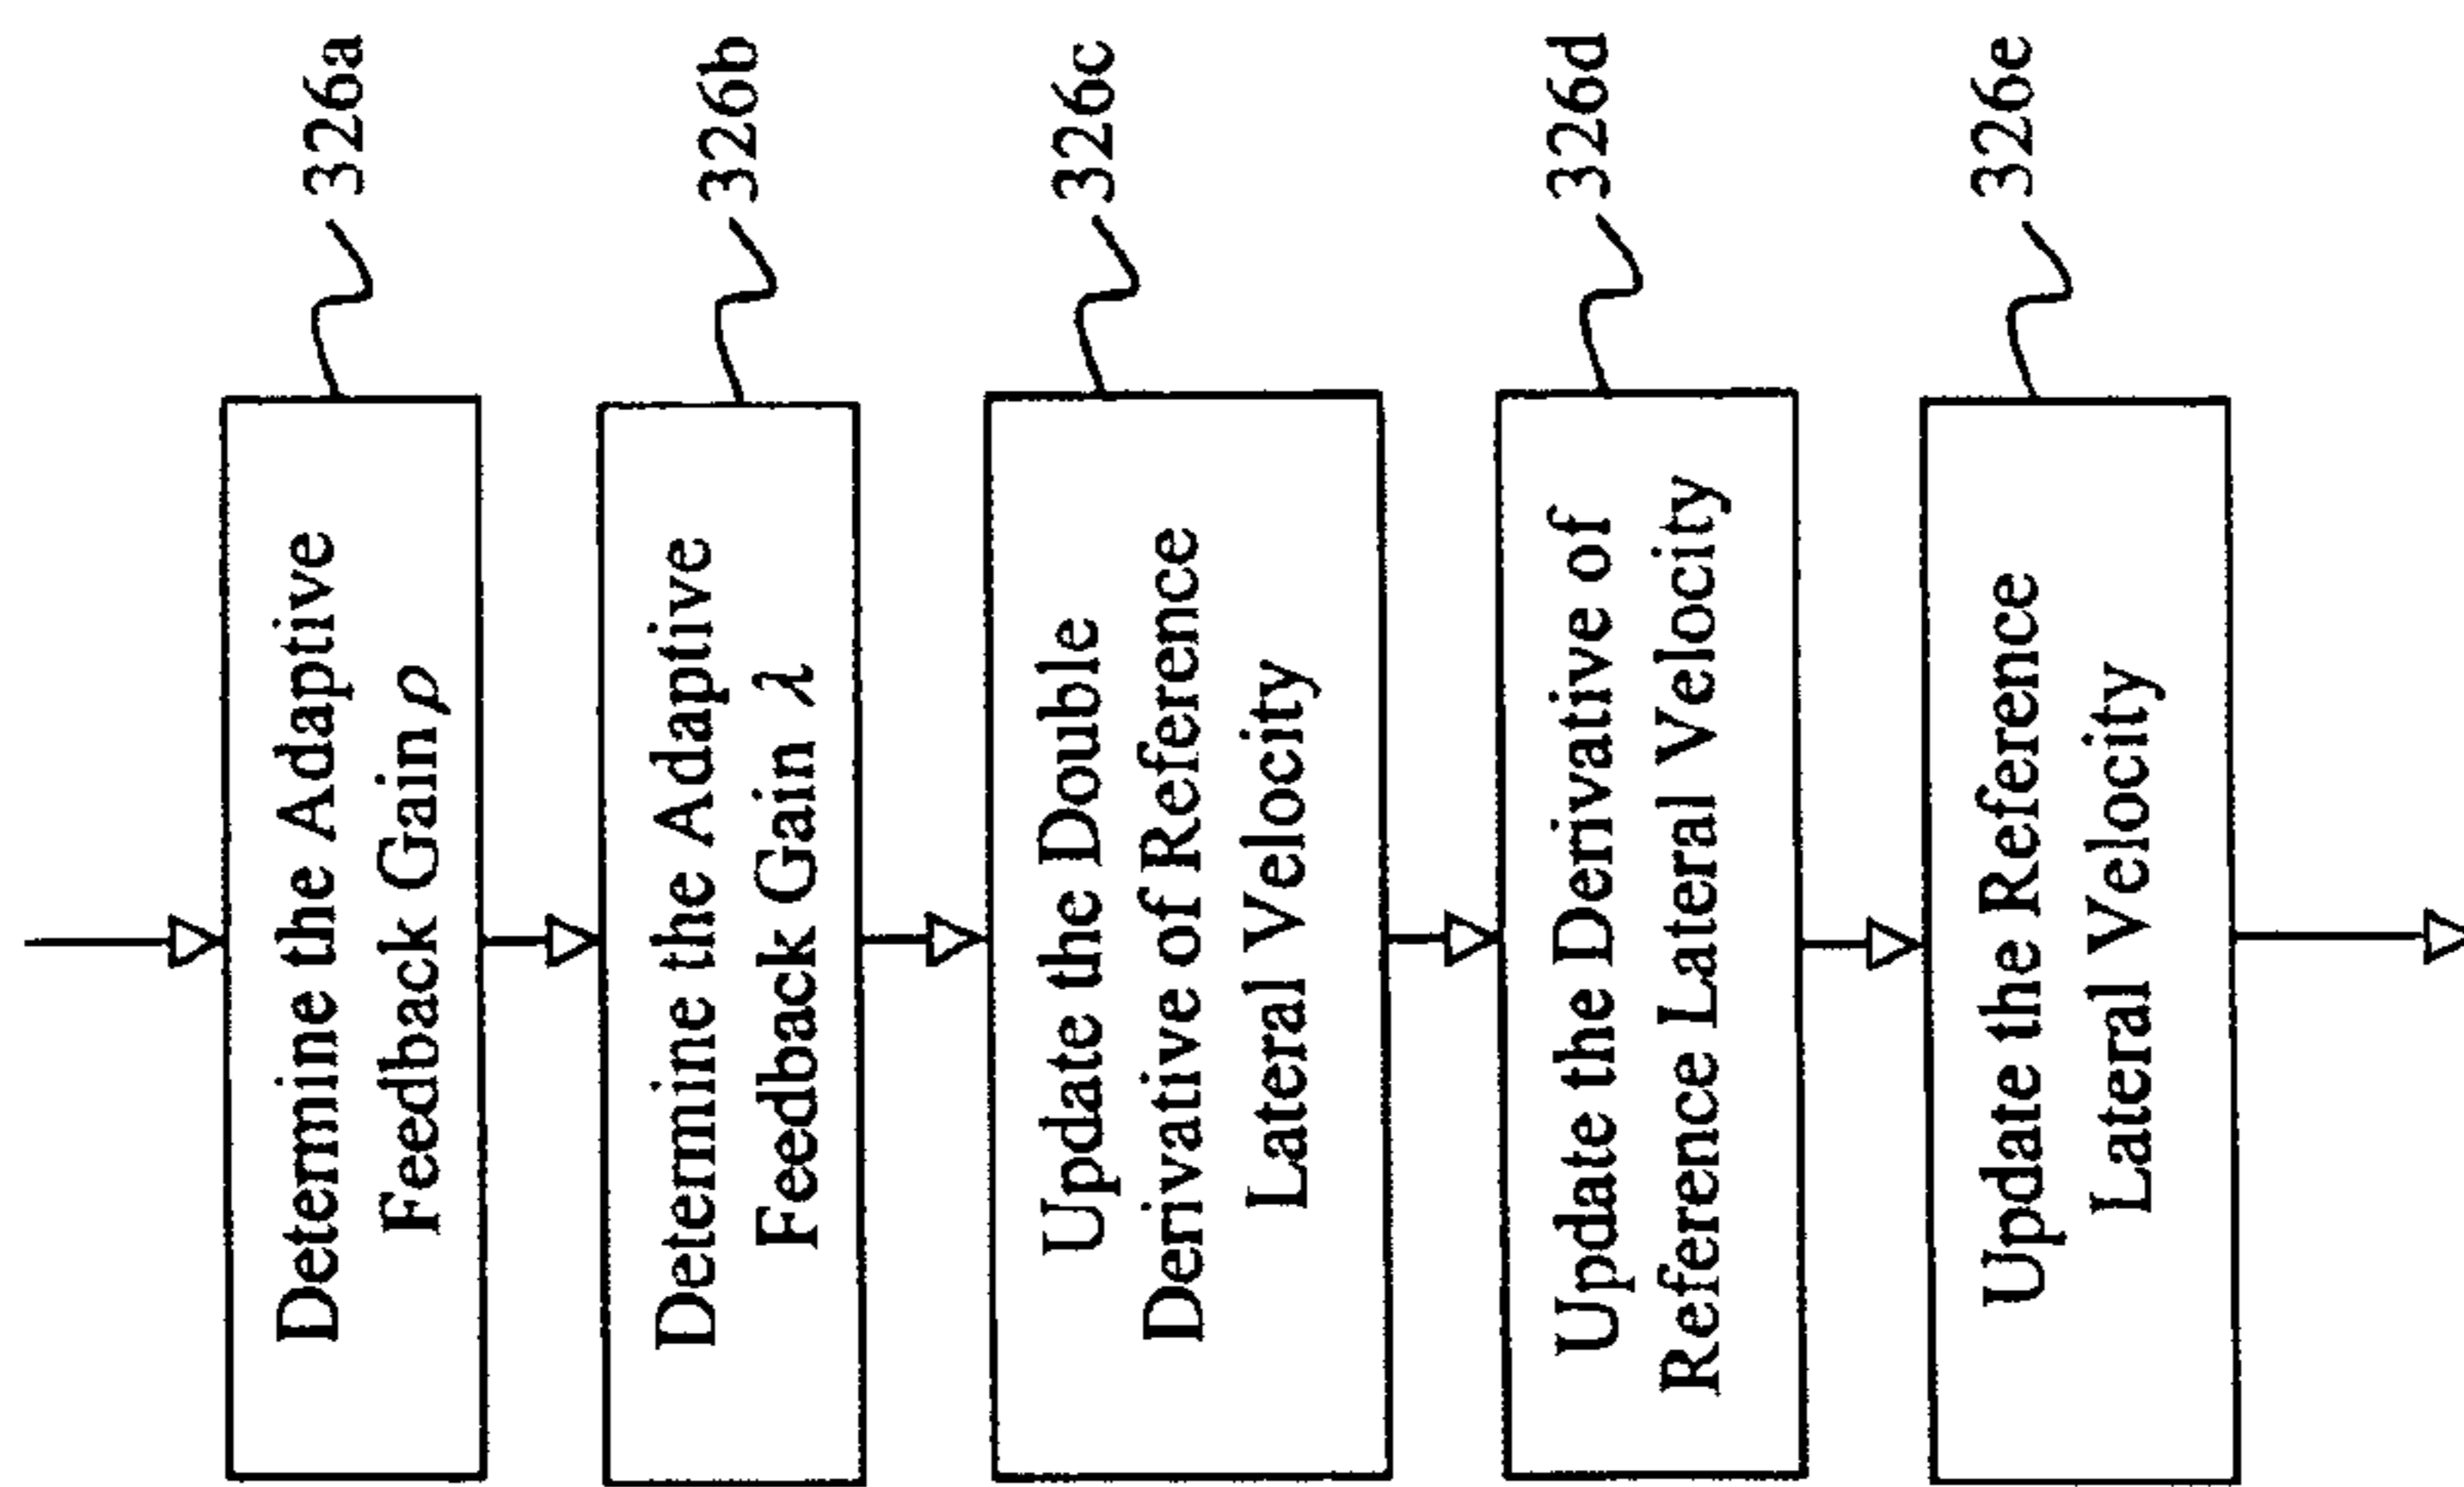 Determine the Adaptive
Feedback Gain ρ
326a
Determine the Adaptive
Feedback Gain λ
326b
Update the Double
Derivative of Reference
Lateral Velocity
326c
Update the Derivative of
Reference Lateral Velocity
326d
Update the Reference
Lateral Velocity
326e